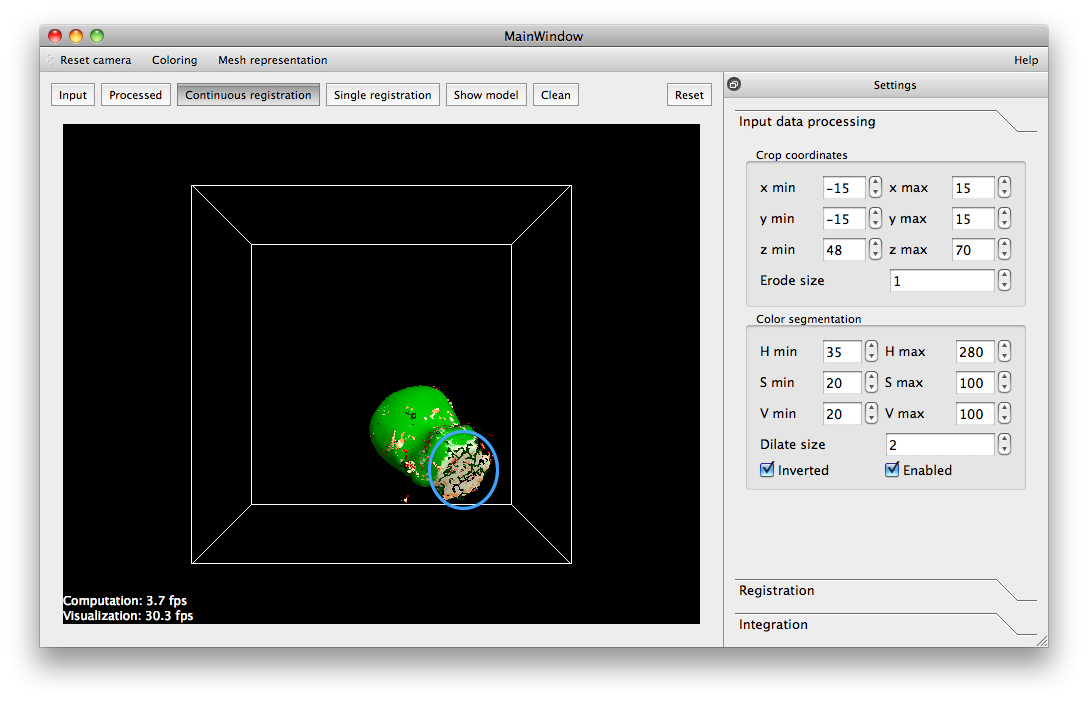 MainWindow
Reset camera Coloring Mesh representation Help
Input Processed Continuous registration Single registration Show model Clean Reset
Computation: 3.7 fps
Visualization: 30.3 fps
Settings
Input data processing
Crop coordinates
x min -15 x max 15
y min -15 y max 15
z min 48 z max 70
Erode size 1
Color segmentation
H min 35 H max 280
S min 20 S max 100
V min 20 V max 100
Dilate size 2
Inverted Enabled
Registration
Integration